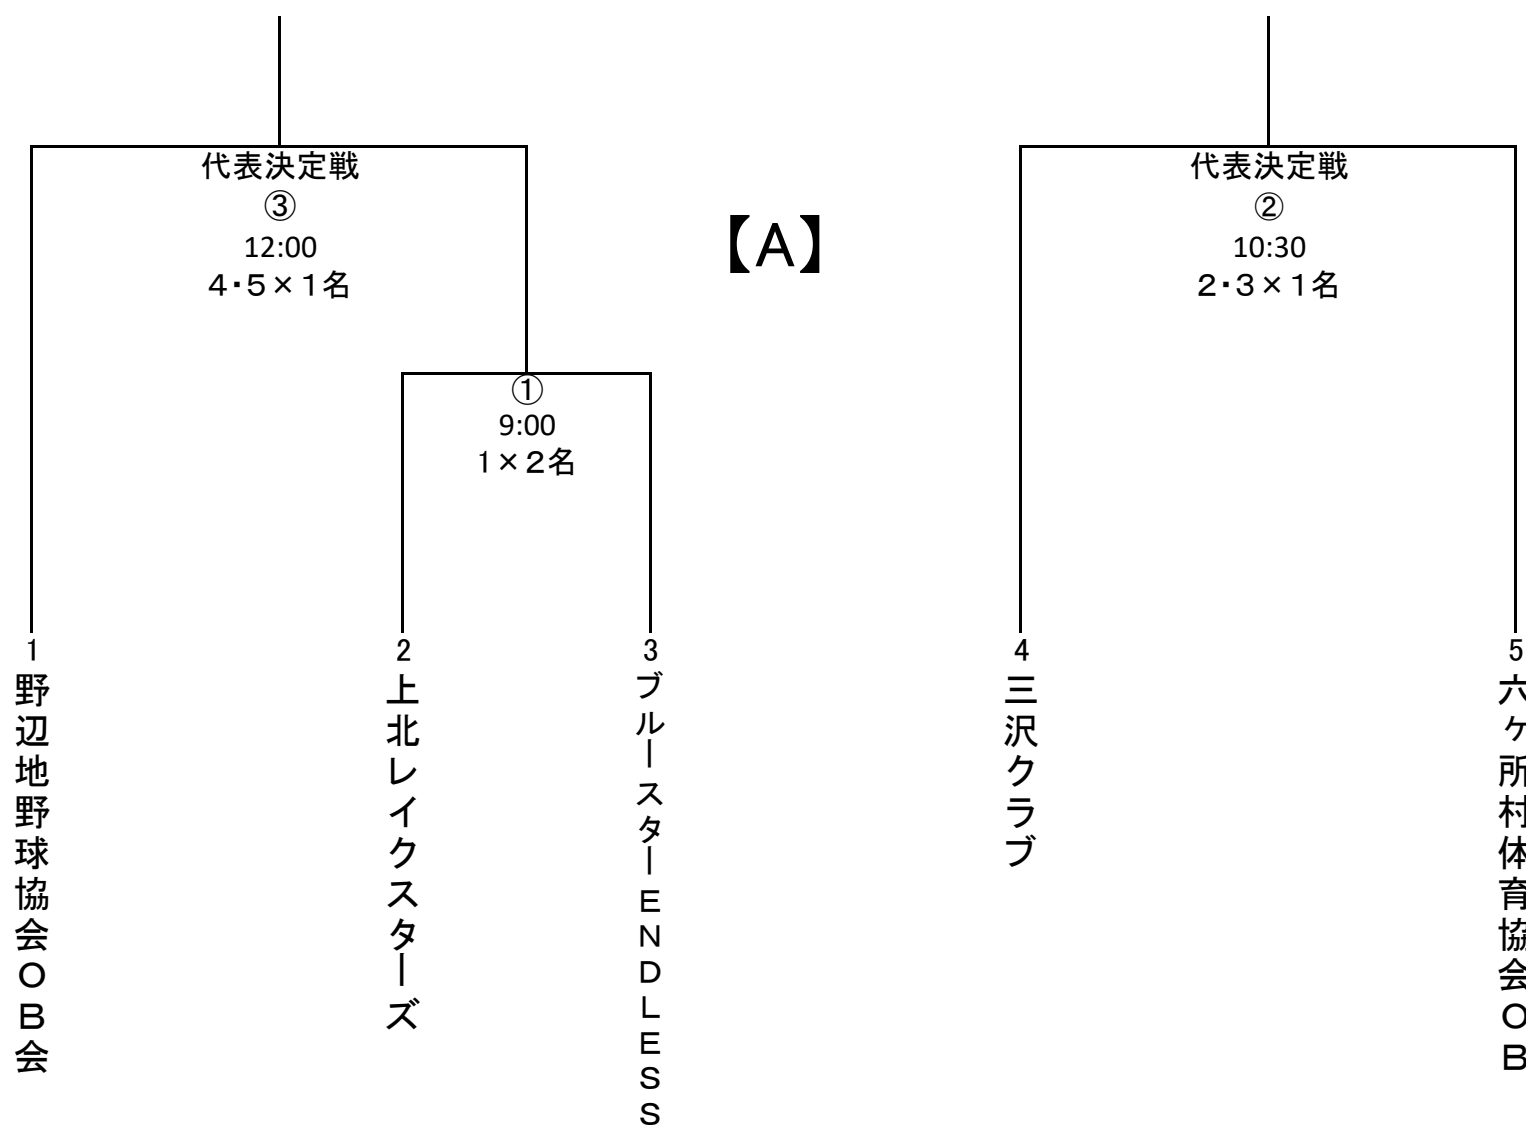 代表決定戦
③
12:00
４・５×１名
代表決定戦
②
10:30
２・３×１名
【A】
①
9:00
１×２名
1
野辺地野球協会ＯＢ会
2
上北レイクスターズ
3
ブルースターＥＮＤＬＥＳＳ
4
三沢クラブ
5
六ケ所村体育協会ＯＢ